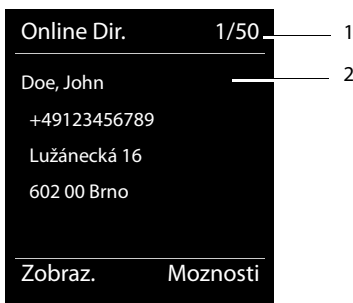 Online Dir. 1/50 1
2
Doe, John
+49123456789
Lužánecká 16
602 00 Brno
Zobraz. Moznosti